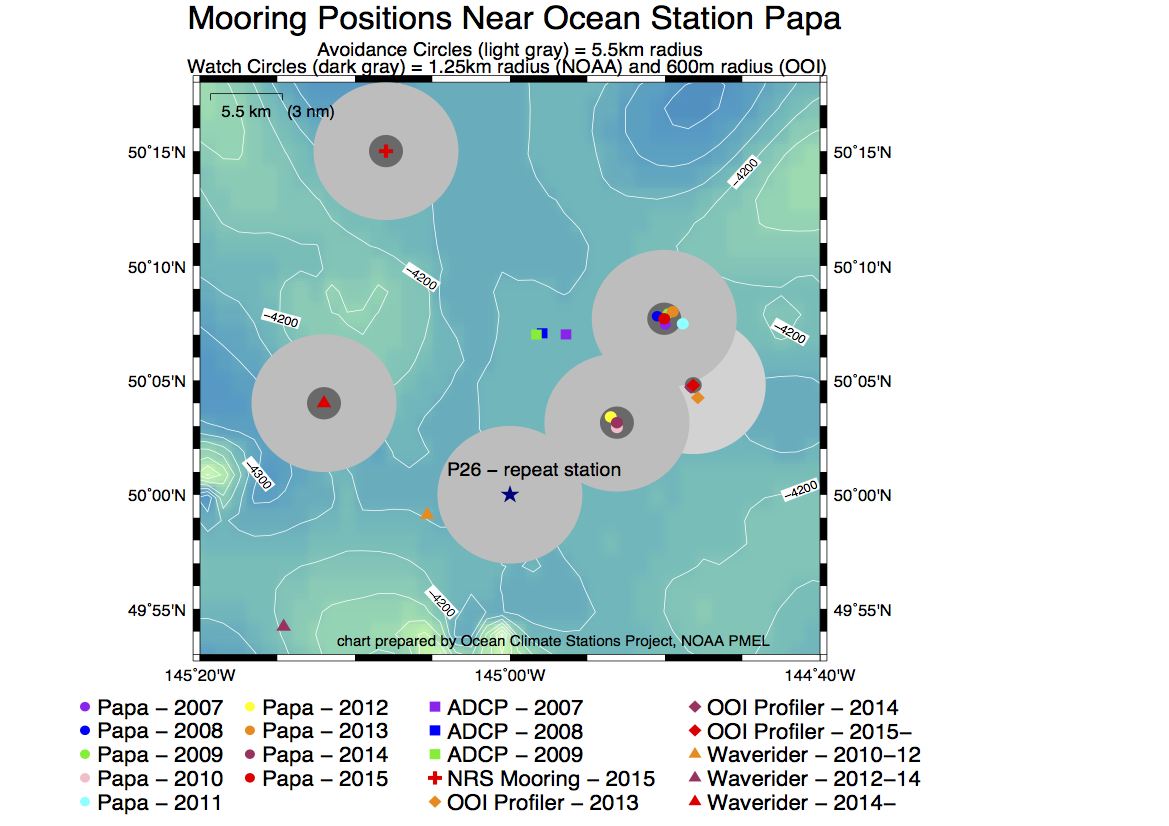 Mooring Positions Near Ocean Station Papa
Avoidance Circles (light gray) = 5.5km radius
Watch Circles (dark gray) = 1.25km radius (NOAA) and 600m radius (OOI)
5.5 km (3 nm)
50°15'N 50°15'N
−4200
50°10'N 50°10'N
−4200
−4200
−4200
50°05'N 50°05'N
P26 − repeat station
−4300
−4200
50°00'N 50°00'N
−4200
49°55'N 49°55'N
chart prepared by Ocean Climate Stations Project, NOAA PMEL
145°20'W 145°00'W 144°40'W
Papa − 2007 Papa − 2012 ADCP − 2007 OOI Profiler − 2014
Papa − 2008 Papa − 2013 ADCP − 2008 OOI Profiler − 2015−
Papa − 2009 Papa − 2014 ADCP − 2009 Waverider − 2010−12
Papa − 2010 Papa − 2015 NRS Mooring − 2015 Waverider − 2012−14
Papa − 2011 OOI Profiler − 2013 Waverider − 2014−